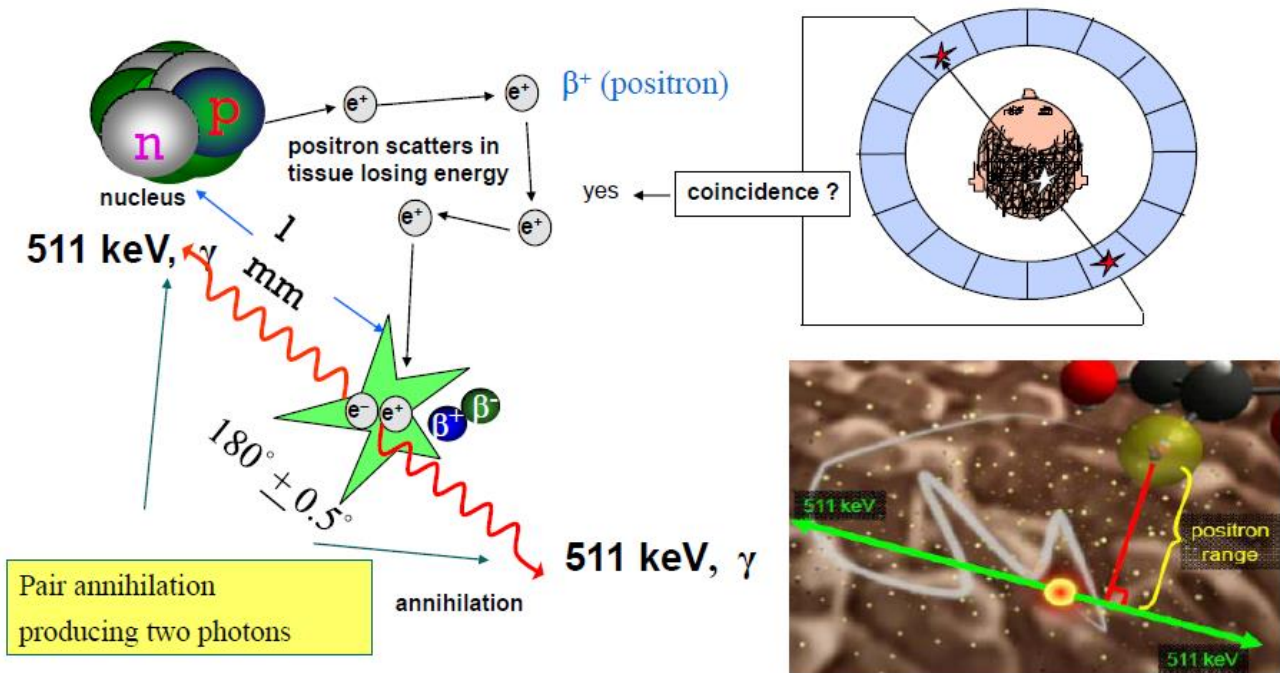 p
n
nucleus
e⁺
e⁺
β⁺ (positron)
positron scatters in
tissue losing energy
e⁺
e⁺
1
mm
511 keV, γ
e⁻
e⁺
β⁺
β⁻
180° ± 0.5°
511 keV, γ
annihilation
Pair annihilation
producing two photons
yes
coincidence ?
511 keV
positron
range
511 keV